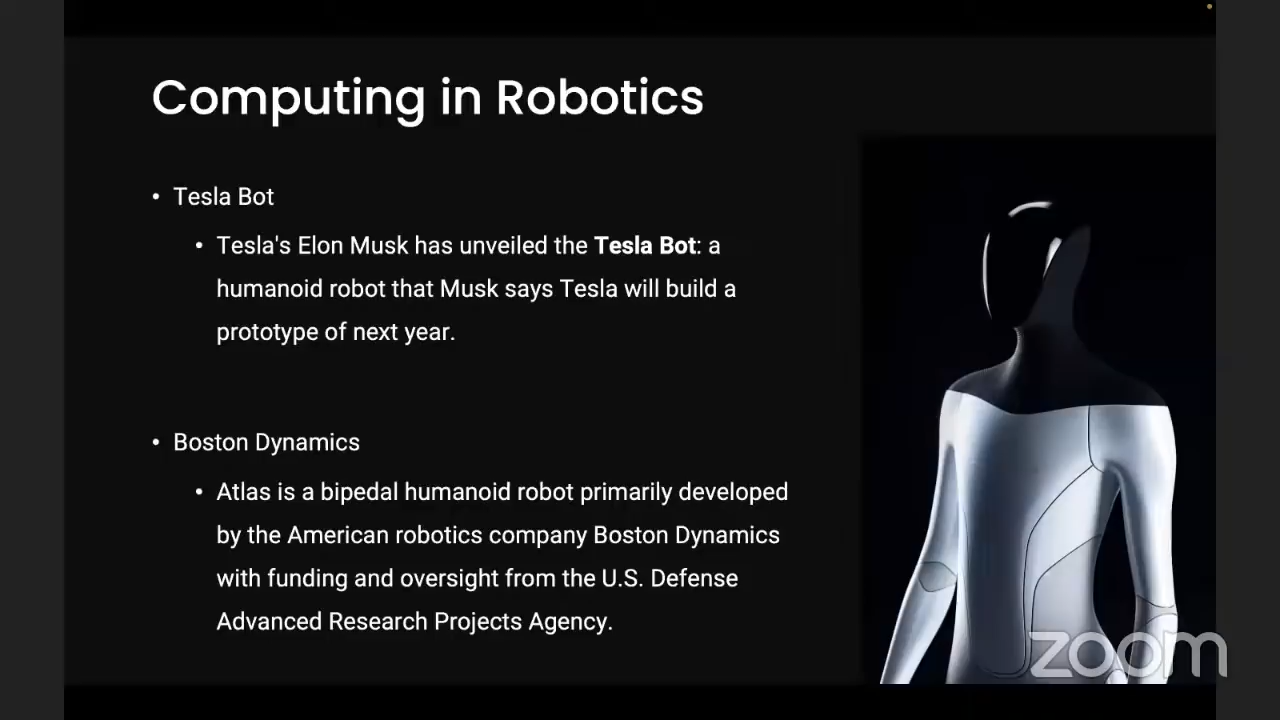 Computing in Robotics
• Tesla Bot
• Tesla's Elon Musk has unveiled the Tesla Bot: a
humanoid robot that Musk says Tesla will build a
prototype of next year.
• Boston Dynamics
• Atlas is a bipedal humanoid robot primarily developed
by the American robotics company Boston Dynamics
with funding and oversight from the U.S. Defense
Advanced Research Projects Agency.
zoom